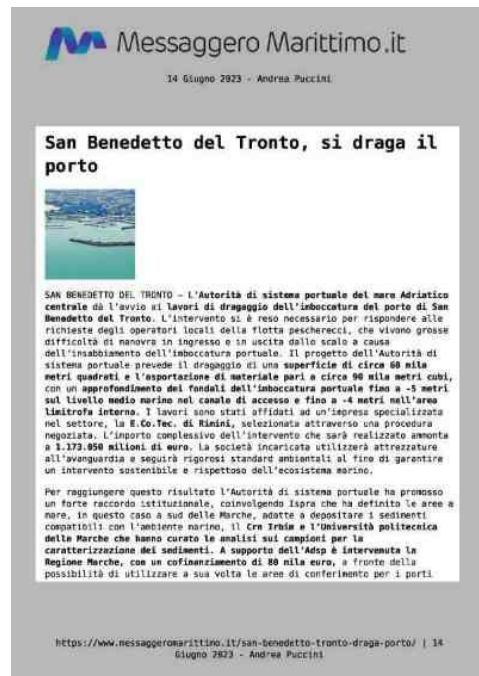 Messaggero Marittimo.it
14 Giugno 2023 - Andrea Puccini
San Benedetto del Tronto, si draga il
porto
SAN BENEDETTO DEL TRONTO – L'Autorità di sistema portuale del mare Adriatico
centrale dà l'avvio ai lavori di dragaggio dell'imboccatura del porto di San
Benedetto del Tronto. L'intervento si è reso necessario per rispondere alle
richieste degli operatori locali della flotta pescherecci, che vivono grosse
difficoltà di manovra in ingresso e in uscita dallo scalo a causa
dell'insabbiamento dell'imboccatura portuale. Il progetto dell'Autorità di
sistema portuale prevede il dragaggio di una superficie di circa 60 mila
metri quadrati e l'asportazione di materiale pari a circa 90 mila metri cubi,
con un approfondimento dei fondali dell'imboccatura portuale fino a -5 metri
sul livello medio marino nel canale di accesso e fino a -4 metri nell'area
limitrofa interna. I lavori sono stati affidati ad un'impresa specializzata
nel settore, la E.Co.Tec. di Rimini, selezionata attraverso una procedura
negoziata. L'importo complessivo dell'intervento che sarà realizzato ammonta
a 1.173.050 milioni di euro. La società incaricata utilizzerà attrezzature
all'avanguardia e seguirà rigorosi standard ambientali al fine di garantire
un intervento sostenibile e rispettoso dell'ecosistema marino.
Per raggiungere questo risultato l'Autorità di sistema portuale ha promosso
un forte raccordo istituzionale, coinvolgendo Ispra che ha definito le aree a
mare, in questo caso a sud delle Marche, adatte a depositare i sedimenti
compatibili con l'ambiente marino, il Cnr Irbim e l'Università politecnica
delle Marche che hanno curato le analisi sui campioni per la
caratterizzazione dei sedimenti. A supporto dell'Adsp è intervenuta la
Regione Marche, con un cofinanziamento di 80 mila euro, a fronte della
possibilità di utilizzare a sua volta le aree di conferimento per i porti
https://www.messaggeromarittimo.it/san-benedetto-tronto-draga-porto/ | 14
Giugno 2023 - Andrea Puccini